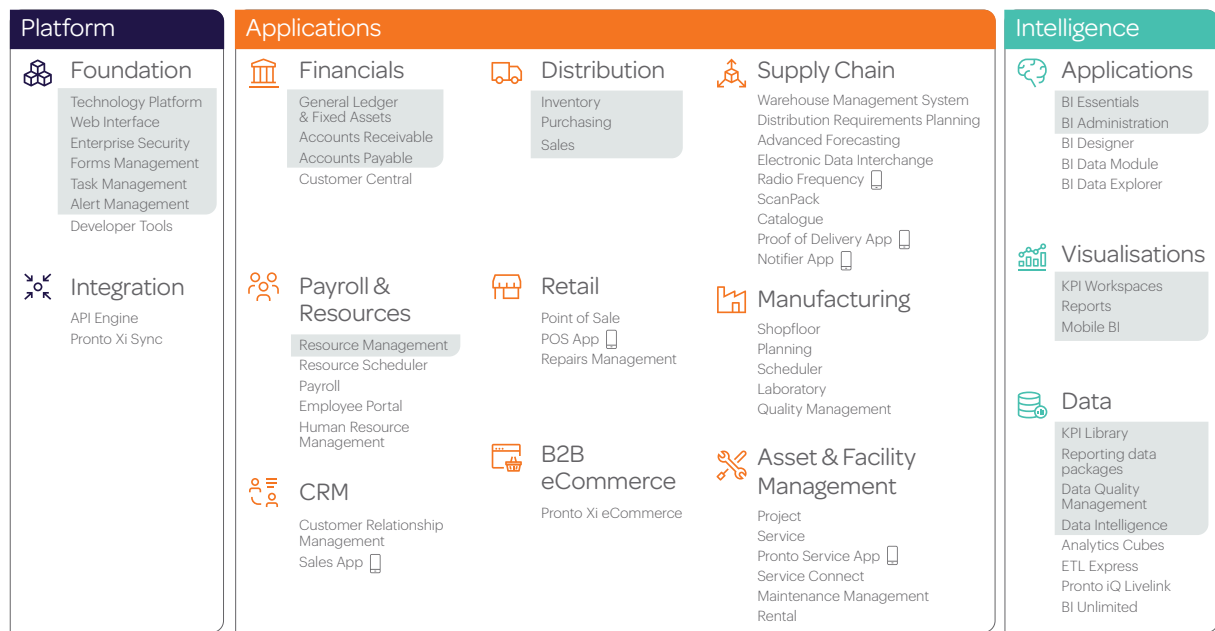 Platform
Foundation
Technology Platform
Web Interface
Enterprise Security
Forms Management
Task Management
Alert Management
Developer Tools
Integration
API Engine
Pronto Xi Sync
Applications
Financials
General Ledger
& Fixed Assets
Accounts Receivable
Accounts Payable
Customer Central
Payroll &
Resources
Resource Management
Resource Scheduler
Payroll
Employee Portal
Human Resource
Management
CRM
Customer Relationship
Management
Sales App
Distribution
Inventory
Purchasing
Sales
Retail
Point of Sale
POS App
Repairs Management
B2B
eCommerce
Pronto Xi eCommerce
Supply Chain
Warehouse Management System
Distribution Requirements Planning
Advanced Forecasting
Electronic Data Interchange
Radio Frequency
ScanPack
Catalogue
Proof of Delivery App
Notifier App
Manufacturing
Shopfloor
Planning
Scheduler
Laboratory
Quality Management
Asset & Facility
Management
Project
Service
Pronto Service App
Service Connect
Maintenance Management
Rental
Intelligence
Applications
BI Essentials
BI Administration
BI Designer
BI Data Module
BI Data Explorer
Visualisations
KPI Workspaces
Reports
Mobile BI
Data
KPI Library
Reporting data
packages
Data Quality
Management
Data Intelligence
Analytics Cubes
ETL Express
Pronto iQ Livelink
BI Unlimited